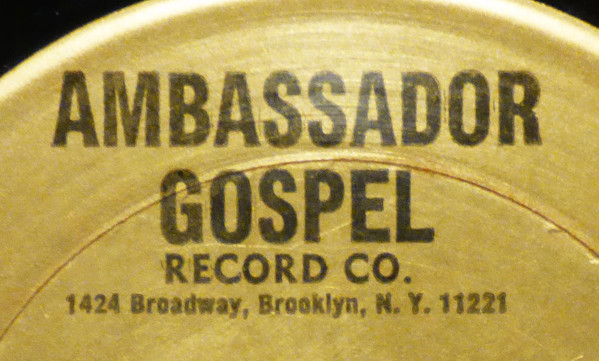 AMBASSADOR
GOSPEL
RECORD CO.
1424 Broadway, Brooklyn, N. Y. 11221